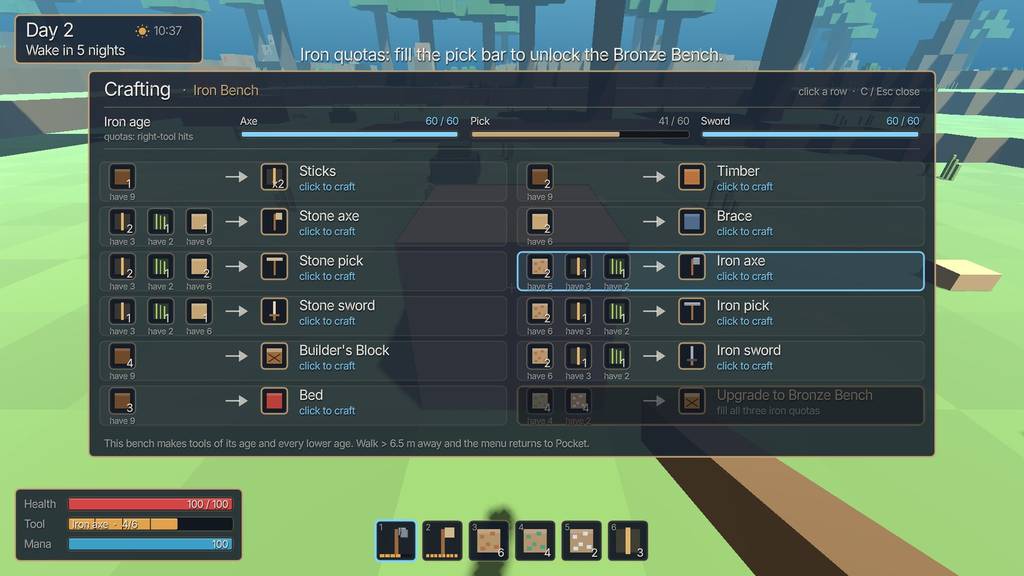 Day 2
10:37
Wake in 5 nights
Iron quotas: fill the pick bar to unlock the Bronze Bench.
Crafting · Iron Bench
click a row · C / Esc close
Iron age
quotas: right-tool hits
Axe 60 / 60
Pick 41 / 60
Sword 60 / 60
1
have 9
x2
Sticks
click to craft
2
have 9
Timber
click to craft
2 1 1
have 3 have 2 have 6
Stone axe
click to craft
2
have 6
Brace
click to craft
2 1 2
have 3 have 2 have 6
Stone pick
click to craft
2 1 1
have 6 have 3 have 2
Iron axe
click to craft
1 1 1
have 3 have 2 have 6
Stone sword
click to craft
2 1 1
have 6 have 3 have 2
Iron pick
click to craft
4
have 9
Builder's Block
click to craft
2 1 1
have 6 have 3 have 2
Iron sword
click to craft
3
have 9
Bed
click to craft
4 4
have 4 have 2
Upgrade to Bronze Bench
fill all three iron quotas
This bench makes tools of its age and every lower age. Walk > 6.5 m away and the menu returns to Pocket.
Health 100 / 100
Tool Iron axe - 4/6
Mana 100
1
2
3 6
4 4
5 2
6 3